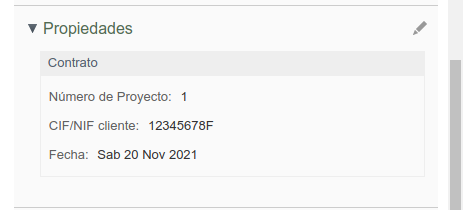 Propiedades
Contrato
Número de Proyecto: 1
CIF/NIF cliente: 12345678F
Fecha: Sab 20 Nov 2021